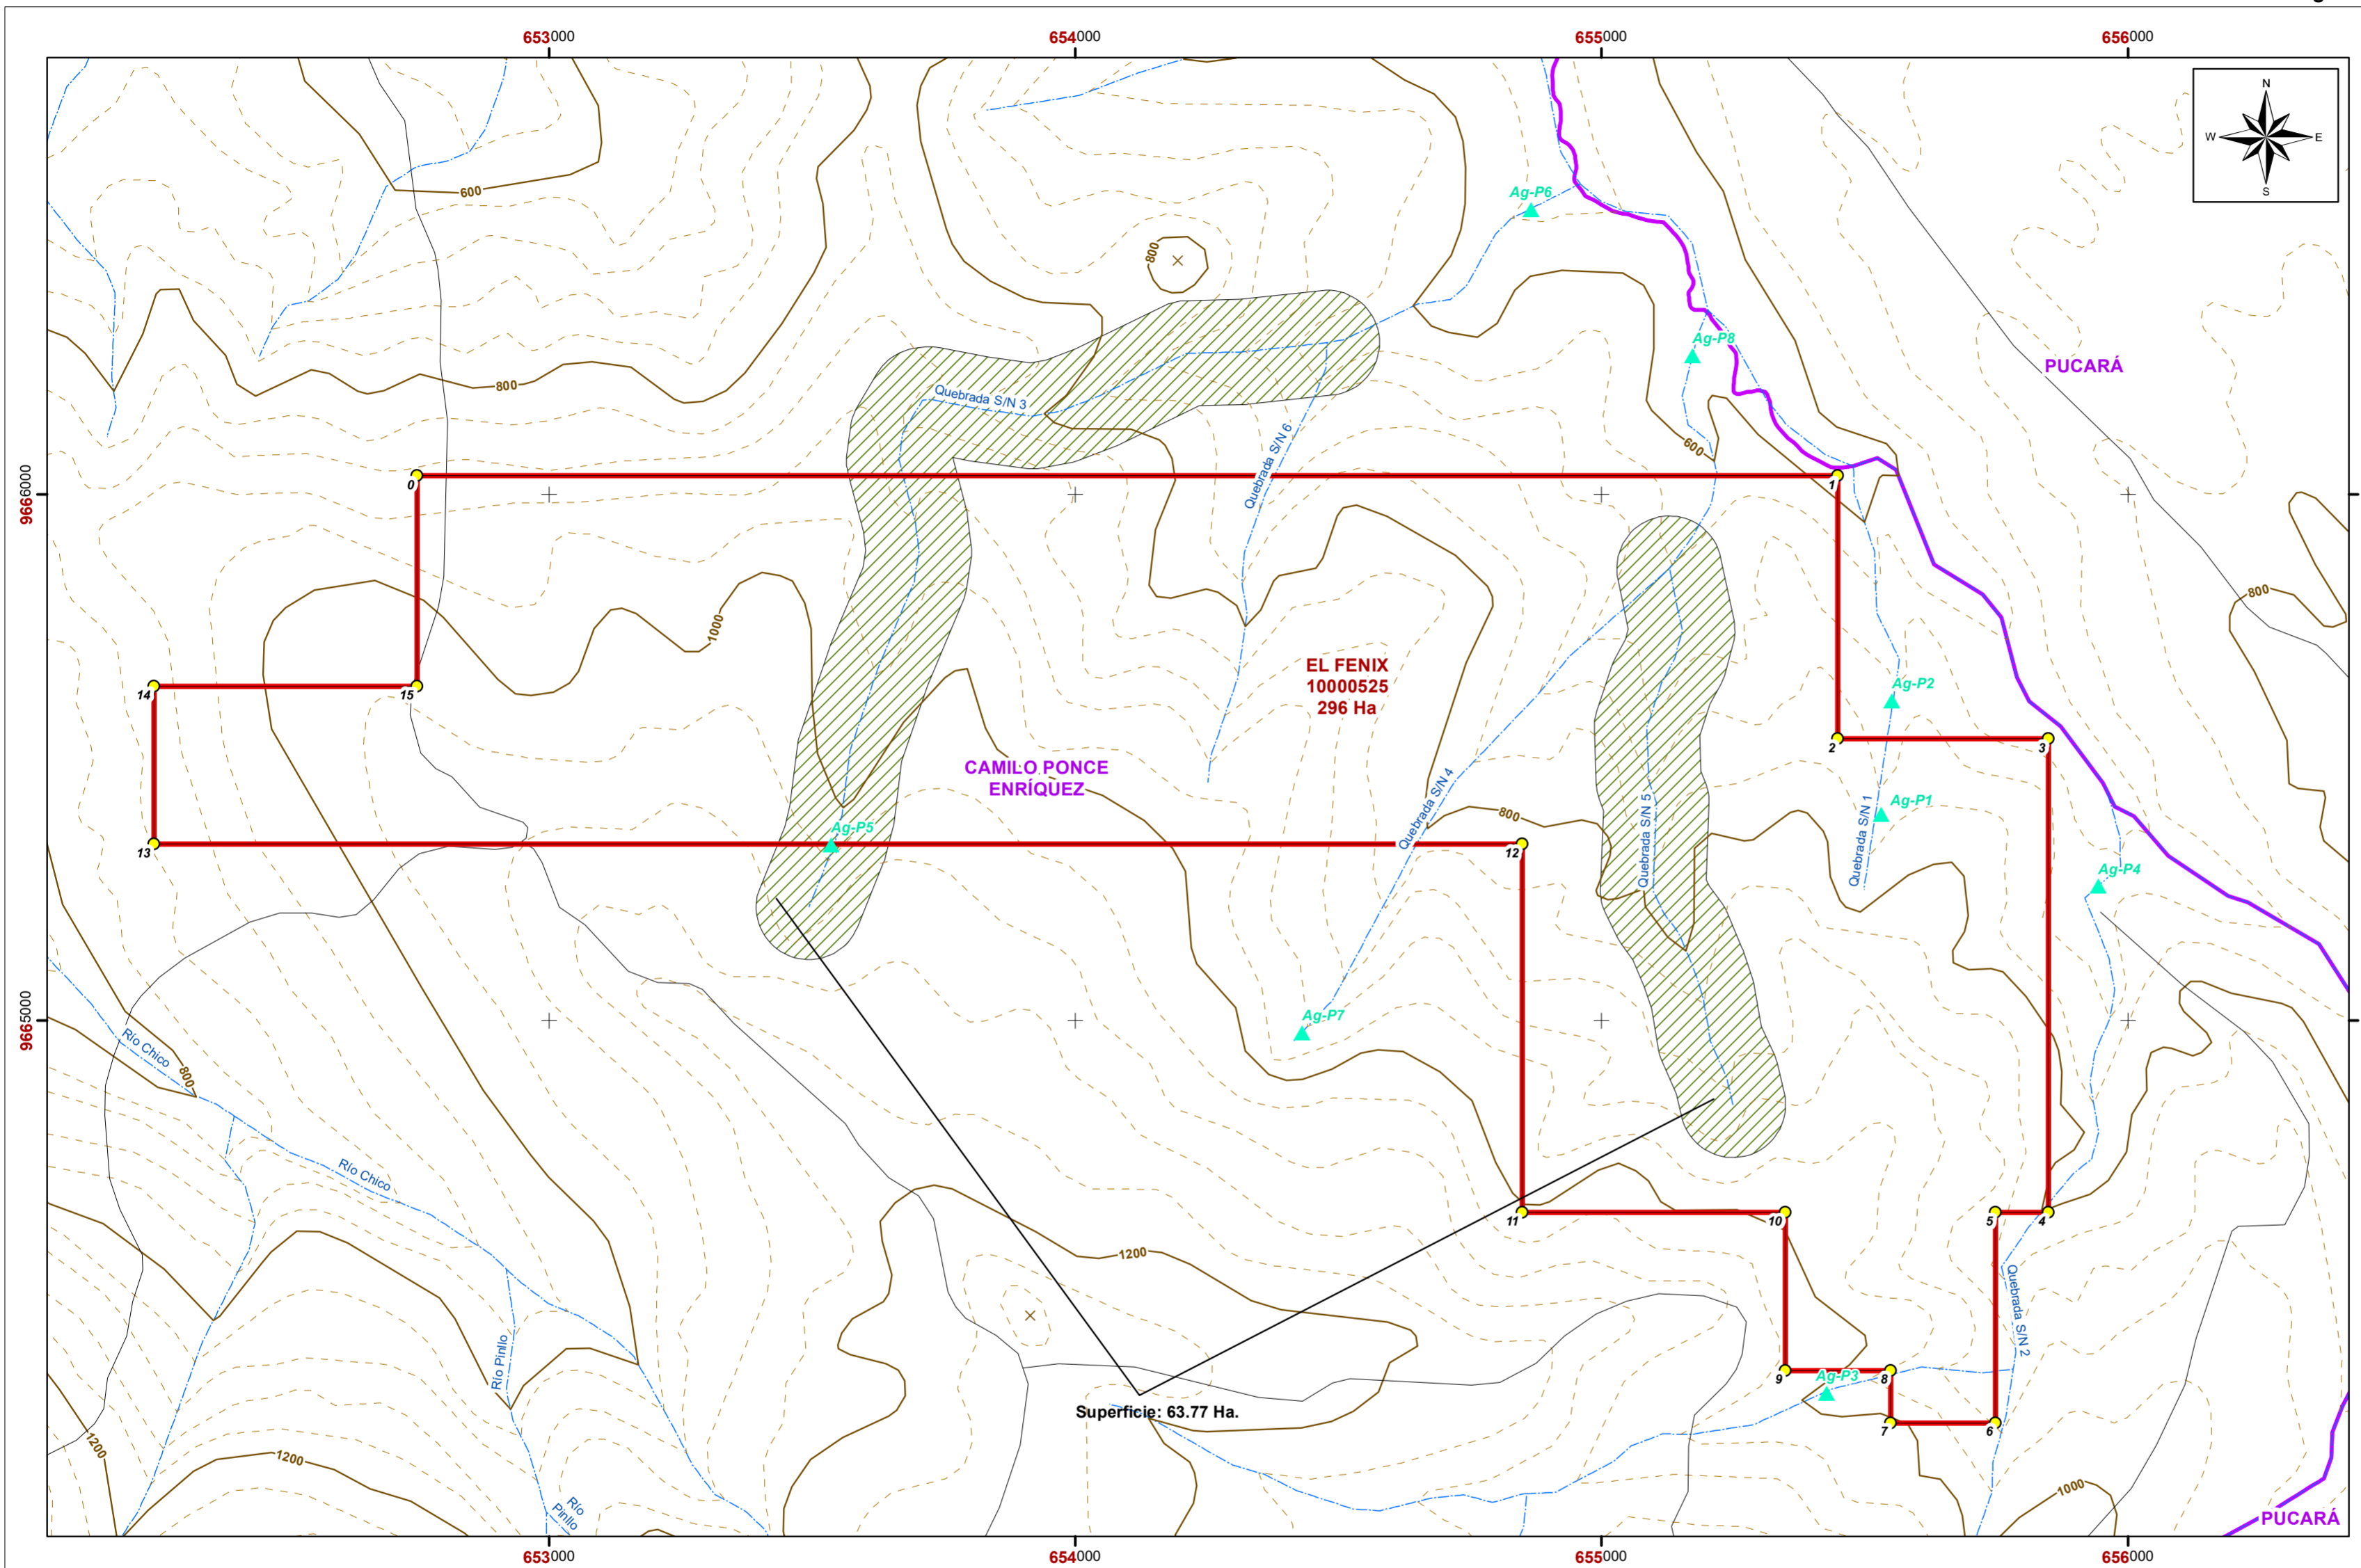 653000
654000
655000
656000
N
W
E
S
600
Ag-P6
800
Ag-P8
PUCARÁ
800
Quebrada S/N 3
Quebrada S/N 6
600
9666000
0
1
800
1000
EL FENIX
10000525
296 Ha
14
15
Ag-P2
2
3
CAMILO PONCE
ENRÍQUEZ
Quebrada S/N 4
Quebrada S/N 5
800
Quebrada S/N 1
Ag-P1
Ag-P5
13
12
Ag-P4
9665000
Ag-P7
Río Chico
800
Río Chico
11
10
5
4
1200
Quebrada S/N 2
Río Pinllo
9
Ag-P3
8
Superficie: 63.77 Ha.
7
6
1200
1200
1000
Río
Pinllo
PUCARÁ
653000
654000
655000
656000